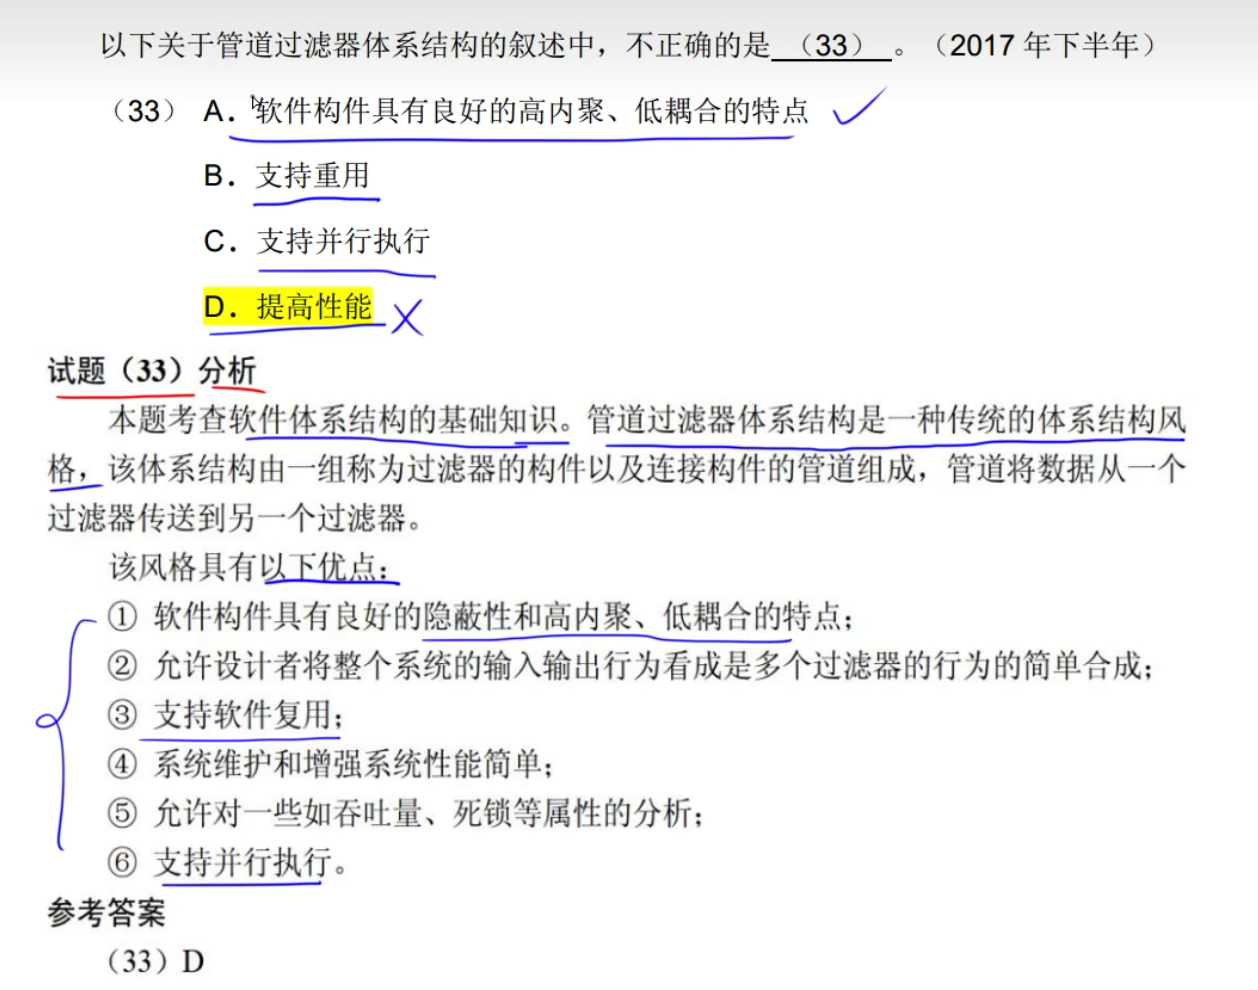 以下关于管道过滤器体系结构的叙述中，不正确的是（33）。（2017 年下半年）
（33） A．软件构件具有良好的高内聚、低耦合的特点
B．支持重用
C．支持并行执行
D．提高性能
试题（33）分析
本题考查软件体系结构的基础知识。管道过滤器体系结构是一种传统的体系结构风
格，该体系结构由一组称为过滤器的构件以及连接构件的管道组成，管道将数据从一个
过滤器传送到另一个过滤器。
该风格具有以下优点：
① 软件构件具有良好的隐蔽性和高内聚、低耦合的特点；
② 允许设计者将整个系统的输入输出行为看成是多个过滤器的行为的简单合成；
③ 支持软件复用；
④ 系统维护和增强系统性能简单；
⑤ 允许对一些如吞吐量、死锁等属性的分析；
⑥ 支持并行执行。
参考答案
（33）D